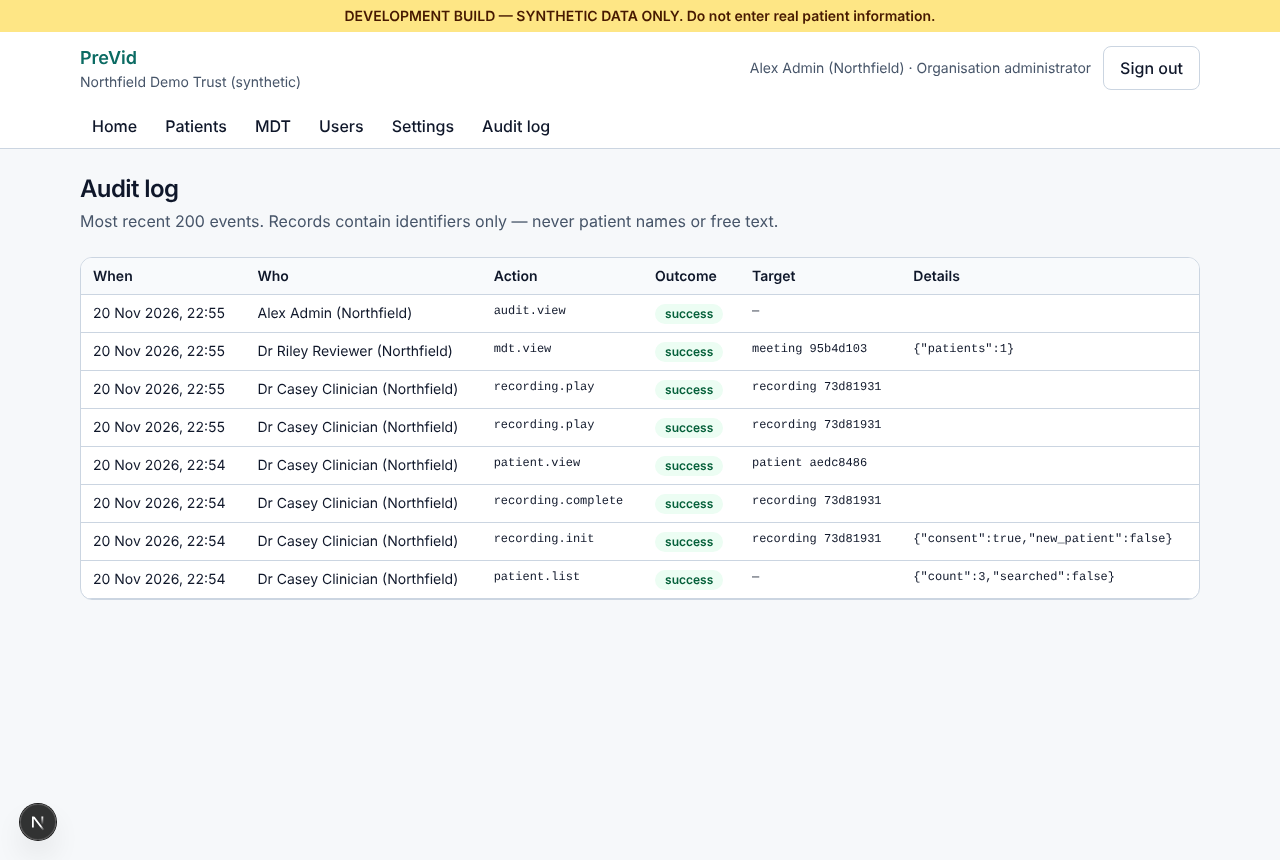 DEVELOPMENT BUILD — SYNTHETIC DATA ONLY. Do not enter real patient information.
PreVid
Northfield Demo Trust (synthetic)
Alex Admin (Northfield) · Organisation administrator
Sign out
Home Patients MDT Users Settings Audit log
Audit log
Most recent 200 events. Records contain identifiers only — never patient names or free text.
When Who Action Outcome Target Details
20 Nov 2026, 22:55 Alex Admin (Northfield) audit.view success —
20 Nov 2026, 22:55 Dr Riley Reviewer (Northfield) mdt.view success meeting 95b4d103 {"patients":1}
20 Nov 2026, 22:55 Dr Casey Clinician (Northfield) recording.play success recording 73d81931
20 Nov 2026, 22:55 Dr Casey Clinician (Northfield) recording.play success recording 73d81931
20 Nov 2026, 22:54 Dr Casey Clinician (Northfield) patient.view success patient aedc8486
20 Nov 2026, 22:54 Dr Casey Clinician (Northfield) recording.complete success recording 73d81931
20 Nov 2026, 22:54 Dr Casey Clinician (Northfield) recording.init success recording 73d81931 {"consent":true,"new_patient":false}
20 Nov 2026, 22:54 Dr Casey Clinician (Northfield) patient.list success — {"count":3,"searched":false}
N